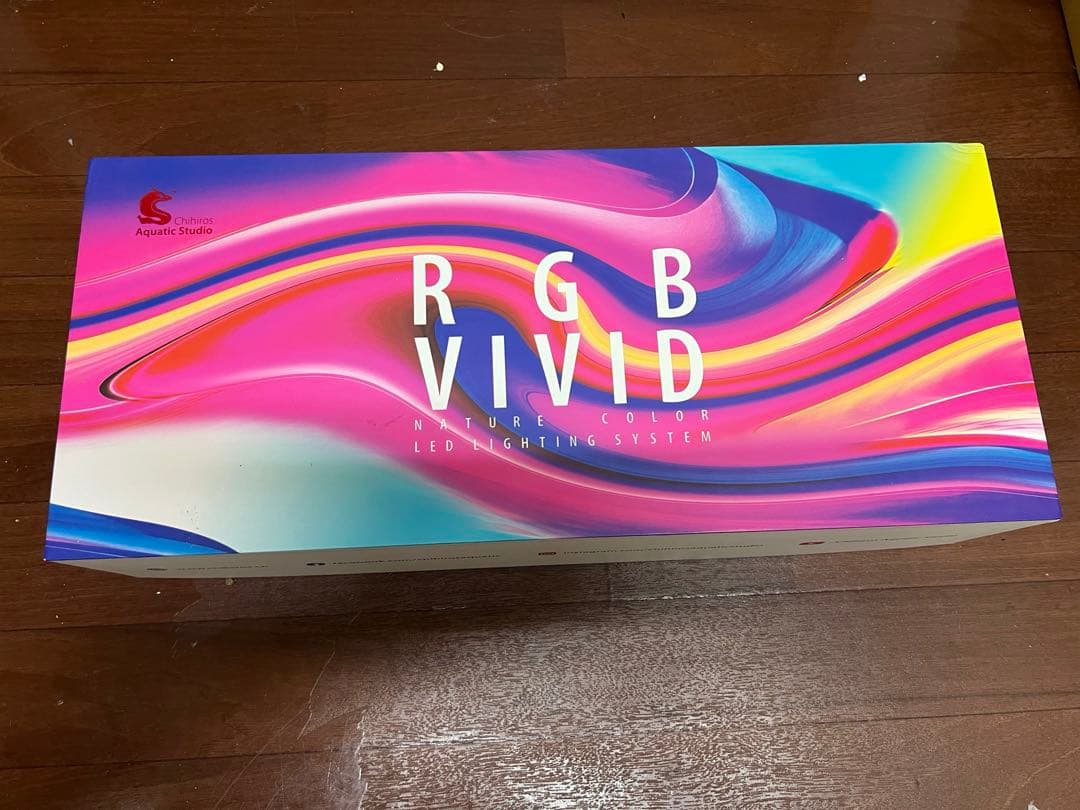 Chihiros
Aquatic Studio
R G B
VIVID
NATURE COLOR
LED LIGHTING SYSTEM